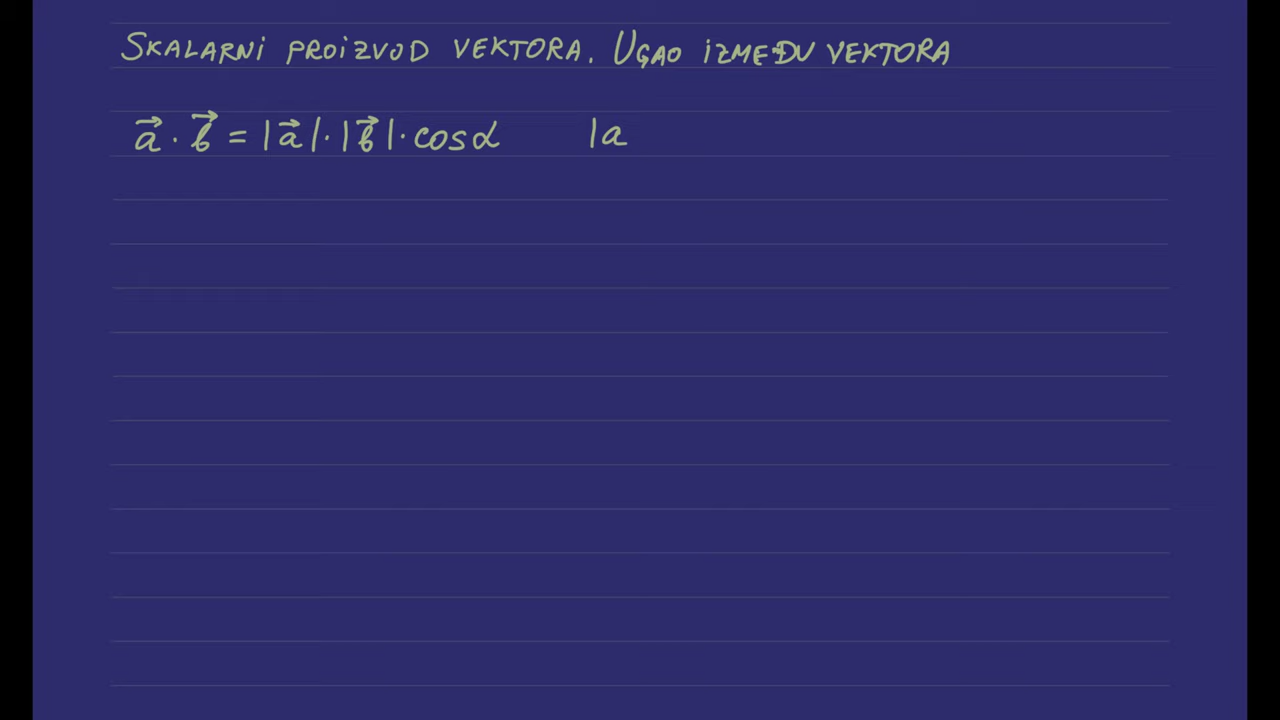 SKALARNI PROIZVOD VEKTORA. UGAO IZMEĐU VEKTORA
a⃗ · b⃗ = |a⃗| · |b⃗| · cosα |a